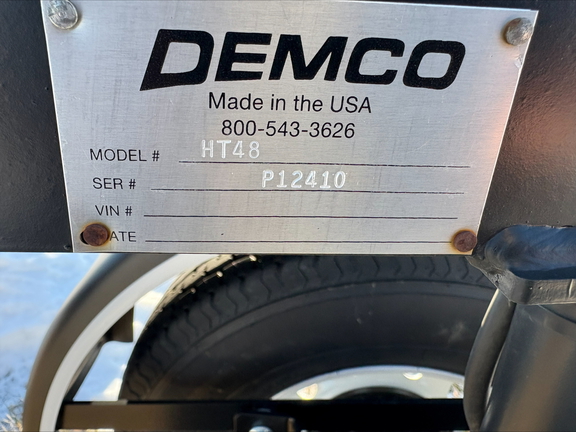 DEMCO
Made in the USA
800-543-3626
MODEL # HT48
SER # P12410
VIN #
ATE